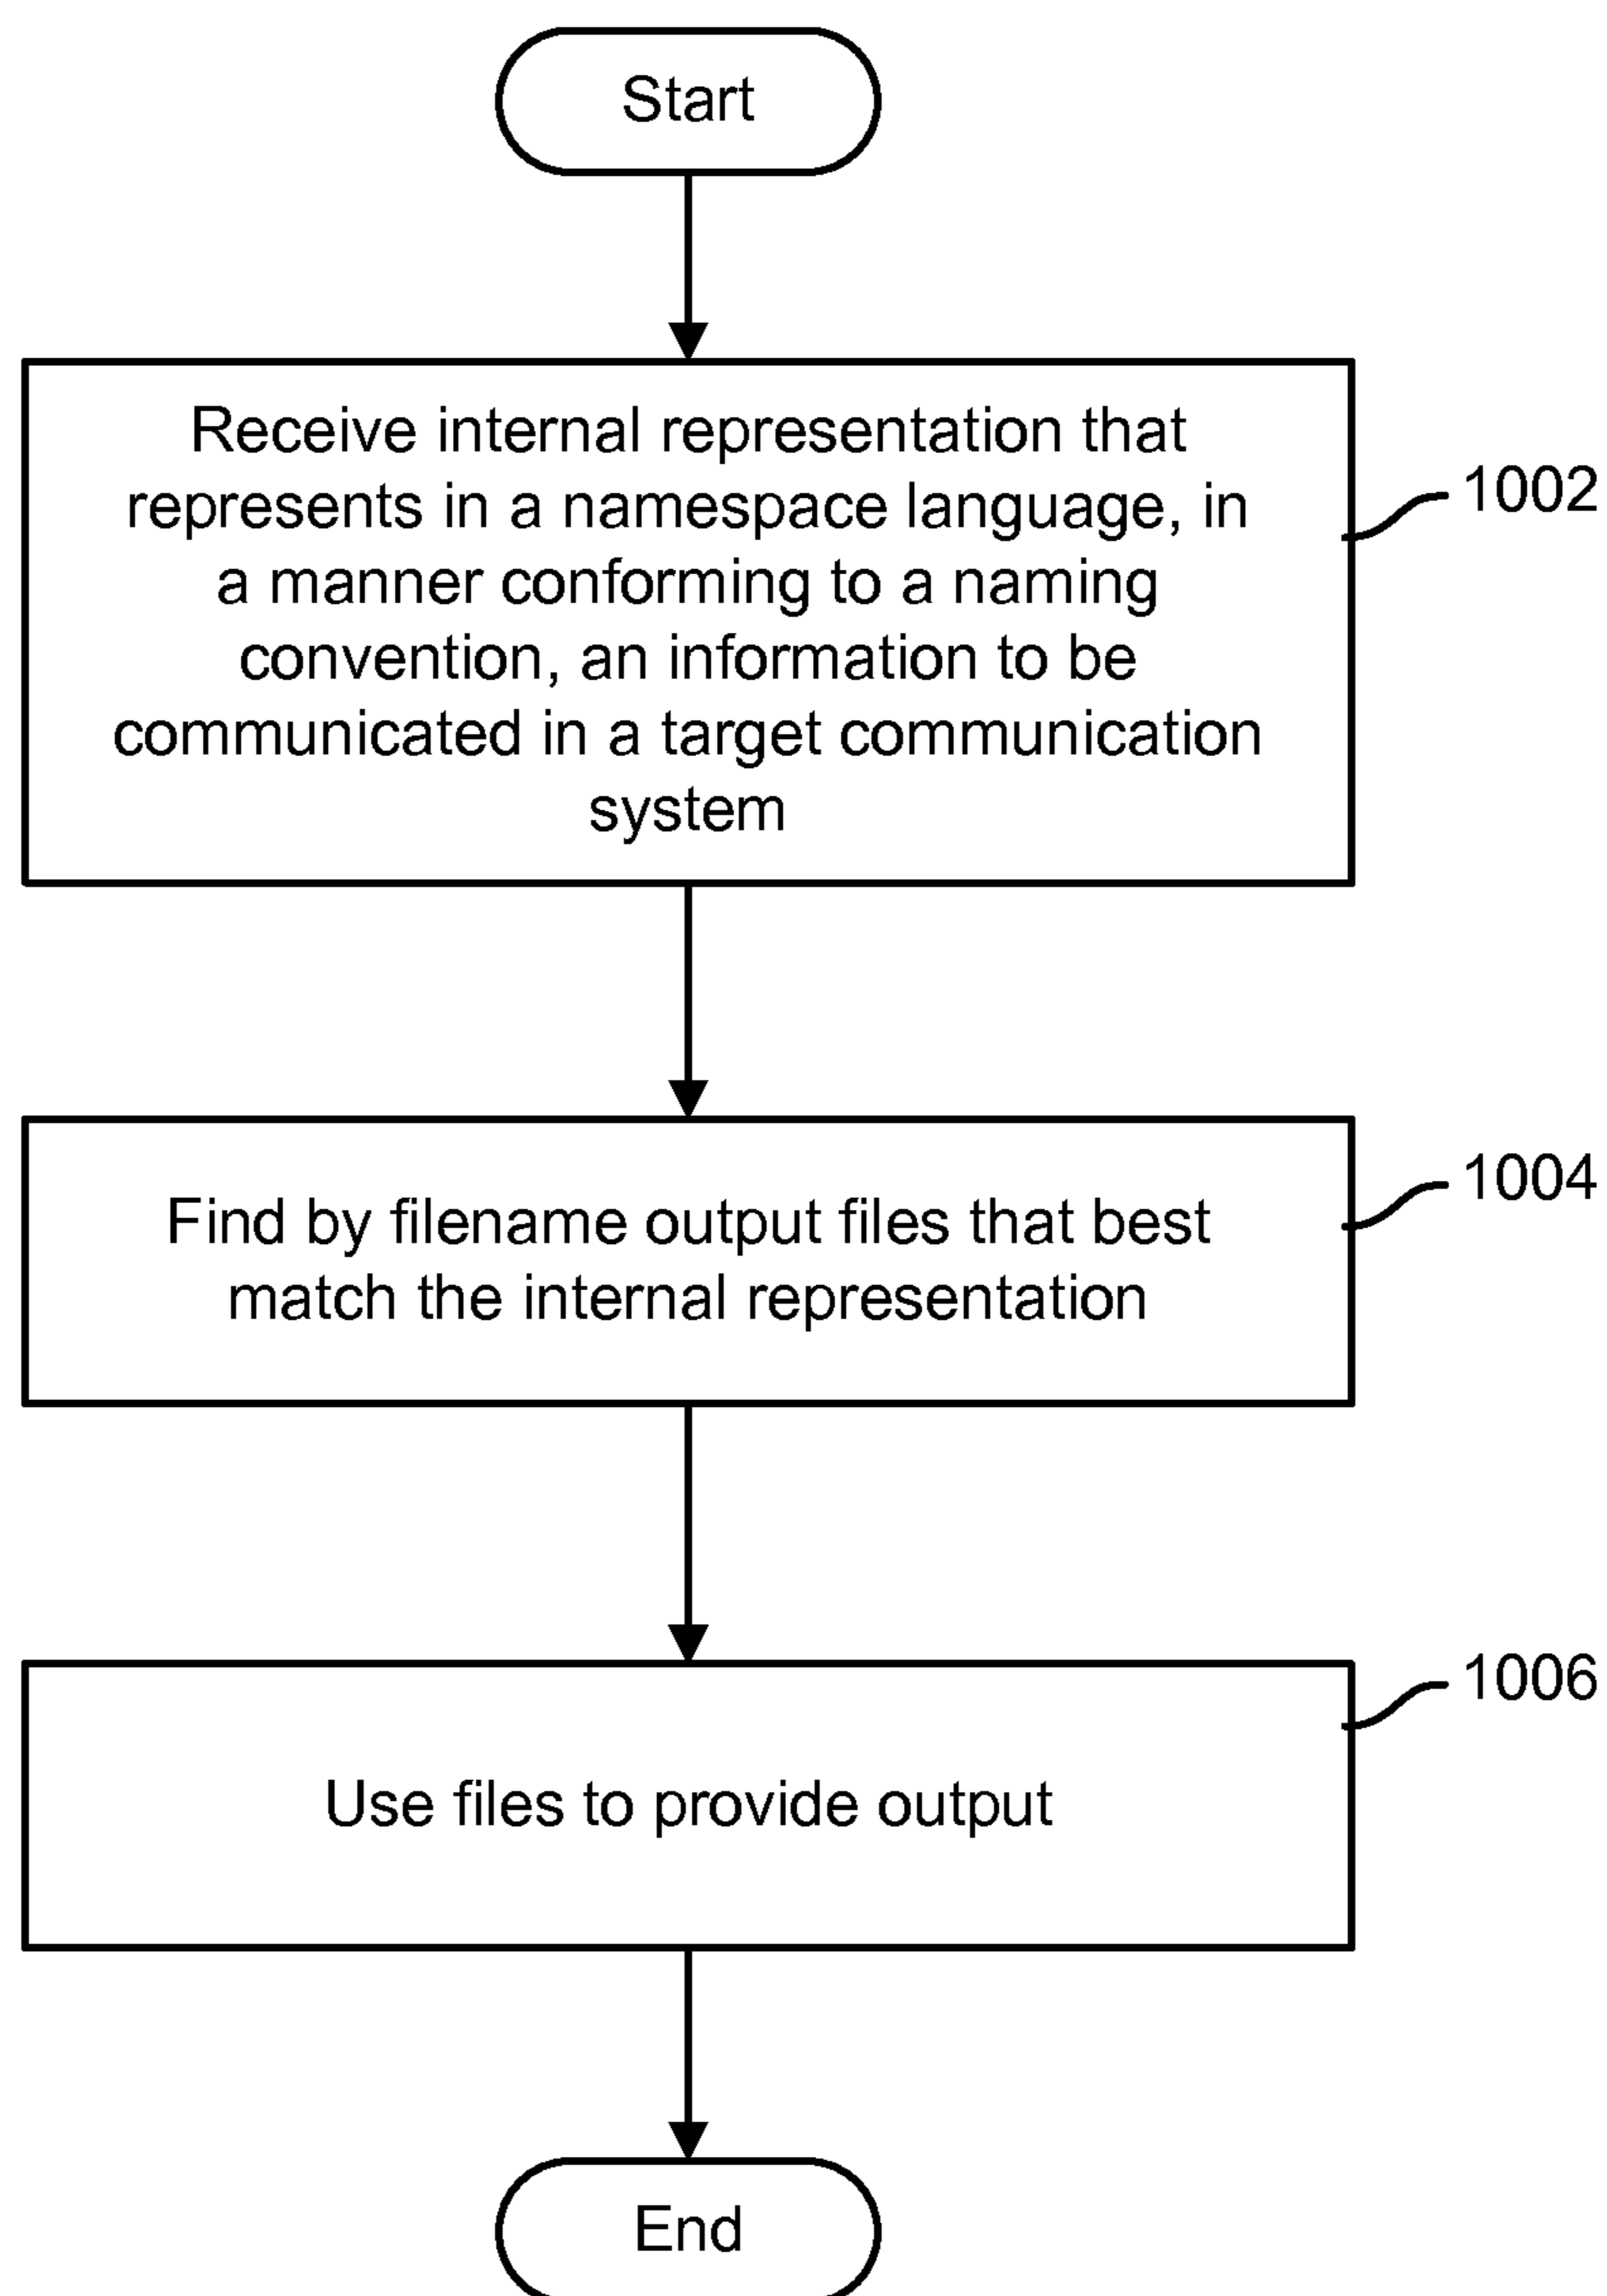 Start
Receive internal representation that
represents in a namespace language, in
a manner conforming to a naming
convention, an information to be
communicated in a target communication
system
1002
Find by filename output files that best
match the internal representation
1004
Use files to provide output
1006
End